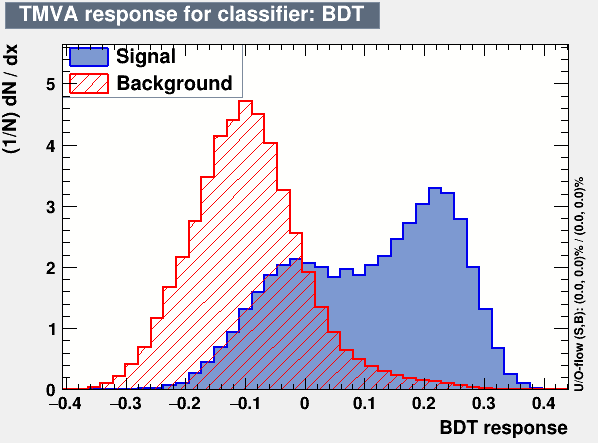 TMVA response for classifier: BDT
Signal
Background
(1/N) dN / dx
5
4
3
2
1
0
−0.4 −0.3 −0.2 −0.1 0 0.1 0.2 0.3 0.4
BDT response
U/O-flow (S,B): (0.0, 0.0)% / (0.0, 0.0)%